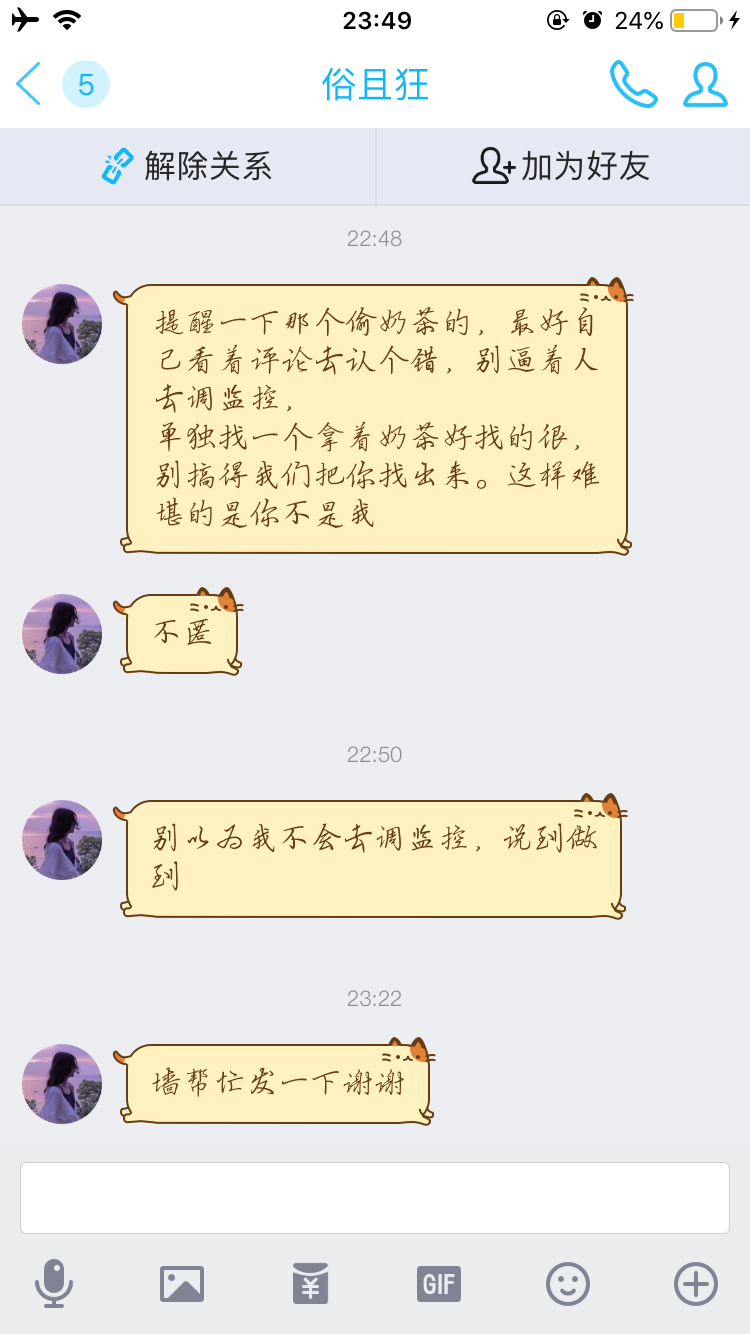 23:49
24%
5
俗且狂
解除关系
加为好友
22:48
提醒一下那个偷奶茶的，最好自
己看着评论去认个错，别逼着人
去调监控，
单独找一个拿着奶茶好找的很，
别搞得我们把你找出来。这样难
堪的是你不是我
不匿
22:50
别以为我不会去调监控，说到做
到
23:22
墙帮忙发一下谢谢
GIF